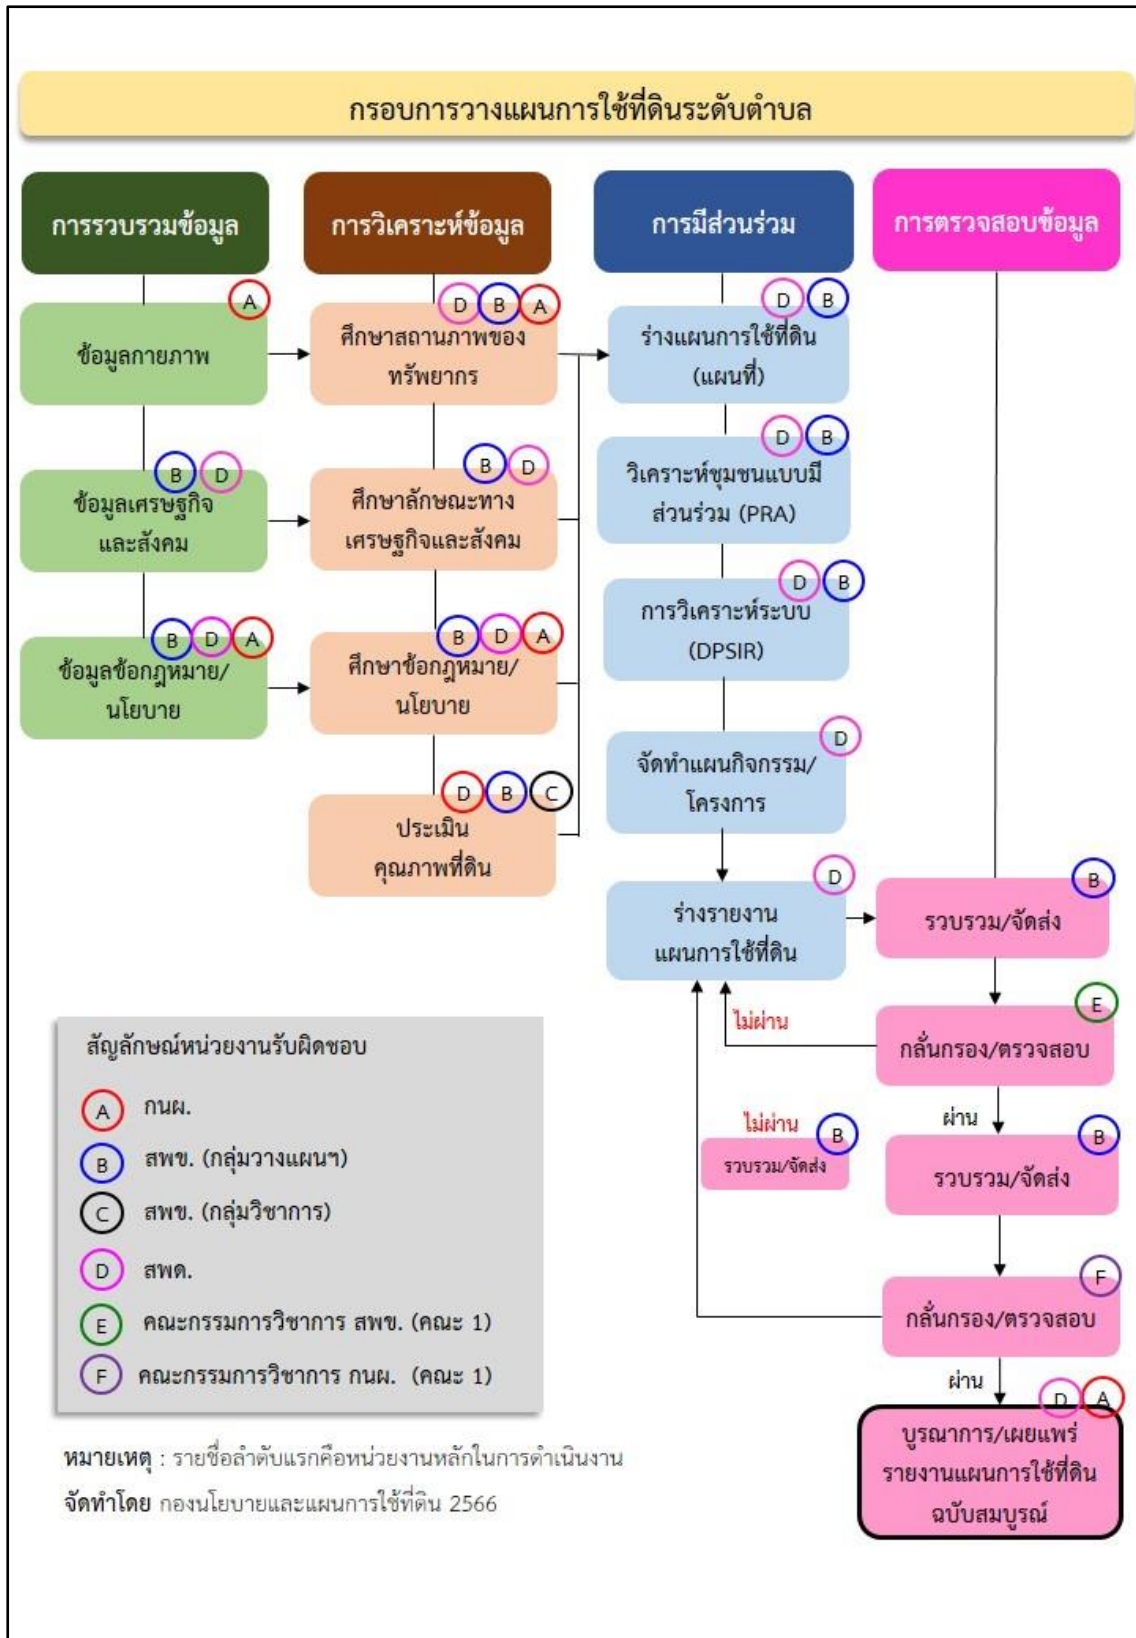 กรอบการวางแผนการใช้ที่ดินระดับตำบล
การรวบรวมข้อมูล
A
ข้อมูลกายภาพ
B D
ข้อมูลเศรษฐกิจ
และสังคม
B D A
ข้อมูลข้อกฎหมาย/
นโยบาย
การวิเคราะห์ข้อมูล
D B A
ศึกษาสถานภาพของ
ทรัพยากร
B D
ศึกษาลักษณะทาง
เศรษฐกิจและสังคม
B D A
ศึกษาข้อกฎหมาย/
นโยบาย
D B C
ประเมิน
คุณภาพที่ดิน
การมีส่วนร่วม
D B
ร่างแผนการใช้ที่ดิน
(แผนที่)
D B
วิเคราะห์ชุมชนแบบมี
ส่วนร่วม (PRA)
D B
การวิเคราะห์ระบบ
(DPSIR)
D
จัดทำแผนกิจกรรม/
โครงการ
D
ร่างรายงาน
แผนการใช้ที่ดิน
การตรวจสอบข้อมูล
B
รวบรวม/จัดส่ง
E
กลั่นกรอง/ตรวจสอบ
ไม่ผ่าน
ผ่าน
B
รวบรวม/จัดส่ง
ไม่ผ่าน
B
รวบรวม/จัดส่ง
F
กลั่นกรอง/ตรวจสอบ
ผ่าน
D A
บูรณาการ/เผยแพร่
รายงานแผนการใช้ที่ดิน
ฉบับสมบูรณ์
สัญลักษณ์หน่วยงานรับผิดชอบ
A กนผ.
B สพข. (กลุ่มวางแผนฯ)
C สพข. (กลุ่มวิชาการ)
D สพด.
E คณะกรรมการวิชาการ สพข. (คณะ 1)
F คณะกรรมการวิชาการ กนผ. (คณะ 1)
หมายเหตุ : รายชื่อลำดับแรกคือหน่วยงานหลักในการดำเนินงาน
จัดทำโดย กองนโยบายและแผนการใช้ที่ดิน 2566